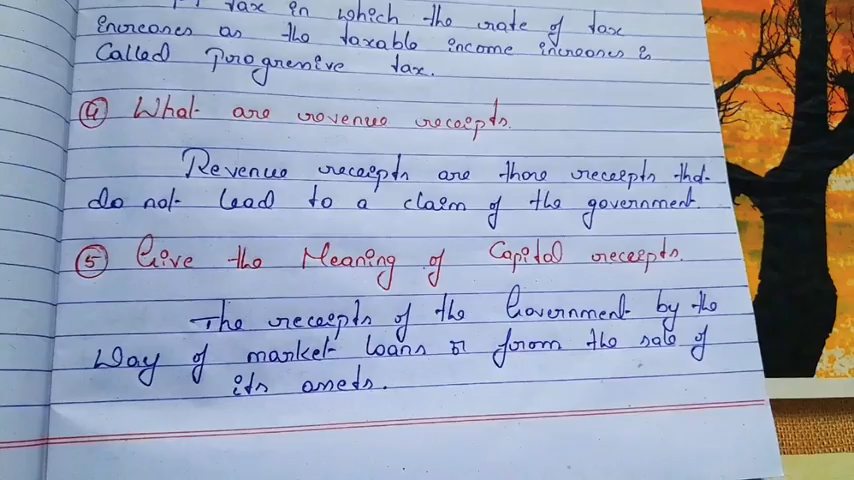 tax in which the rate of tax
increases as the taxable income increases is
Called Progressive tax.
④ What are revenue receipts.
Revenue receipts are those receipts that
do not lead to a claim of the government.
⑤ Give the Meaning of Capital receipts.
The receipts of the Government by the
Way of market loans or from the sale of
its assets.